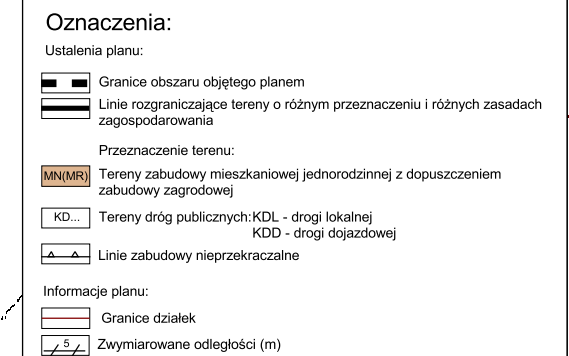 Oznaczenia:
Ustalenia planu:
Granice obszaru objętego planem
Linie rozgraniczające tereny o różnym przeznaczeniu i różnych zasadach
zagospodarowania
Przeznaczenie terenu:
MN(MR) Tereny zabudowy mieszkaniowej jednorodzinnej z dopuszczeniem
zabudowy zagrodowej
KD... Tereny dróg publicznych: KDL - drogi lokalnej
KDD - drogi dojazdowej
Linie zabudowy nieprzekraczalne
Informacje planu:
Granice działek
5 Zwymiarowane odległości (m)